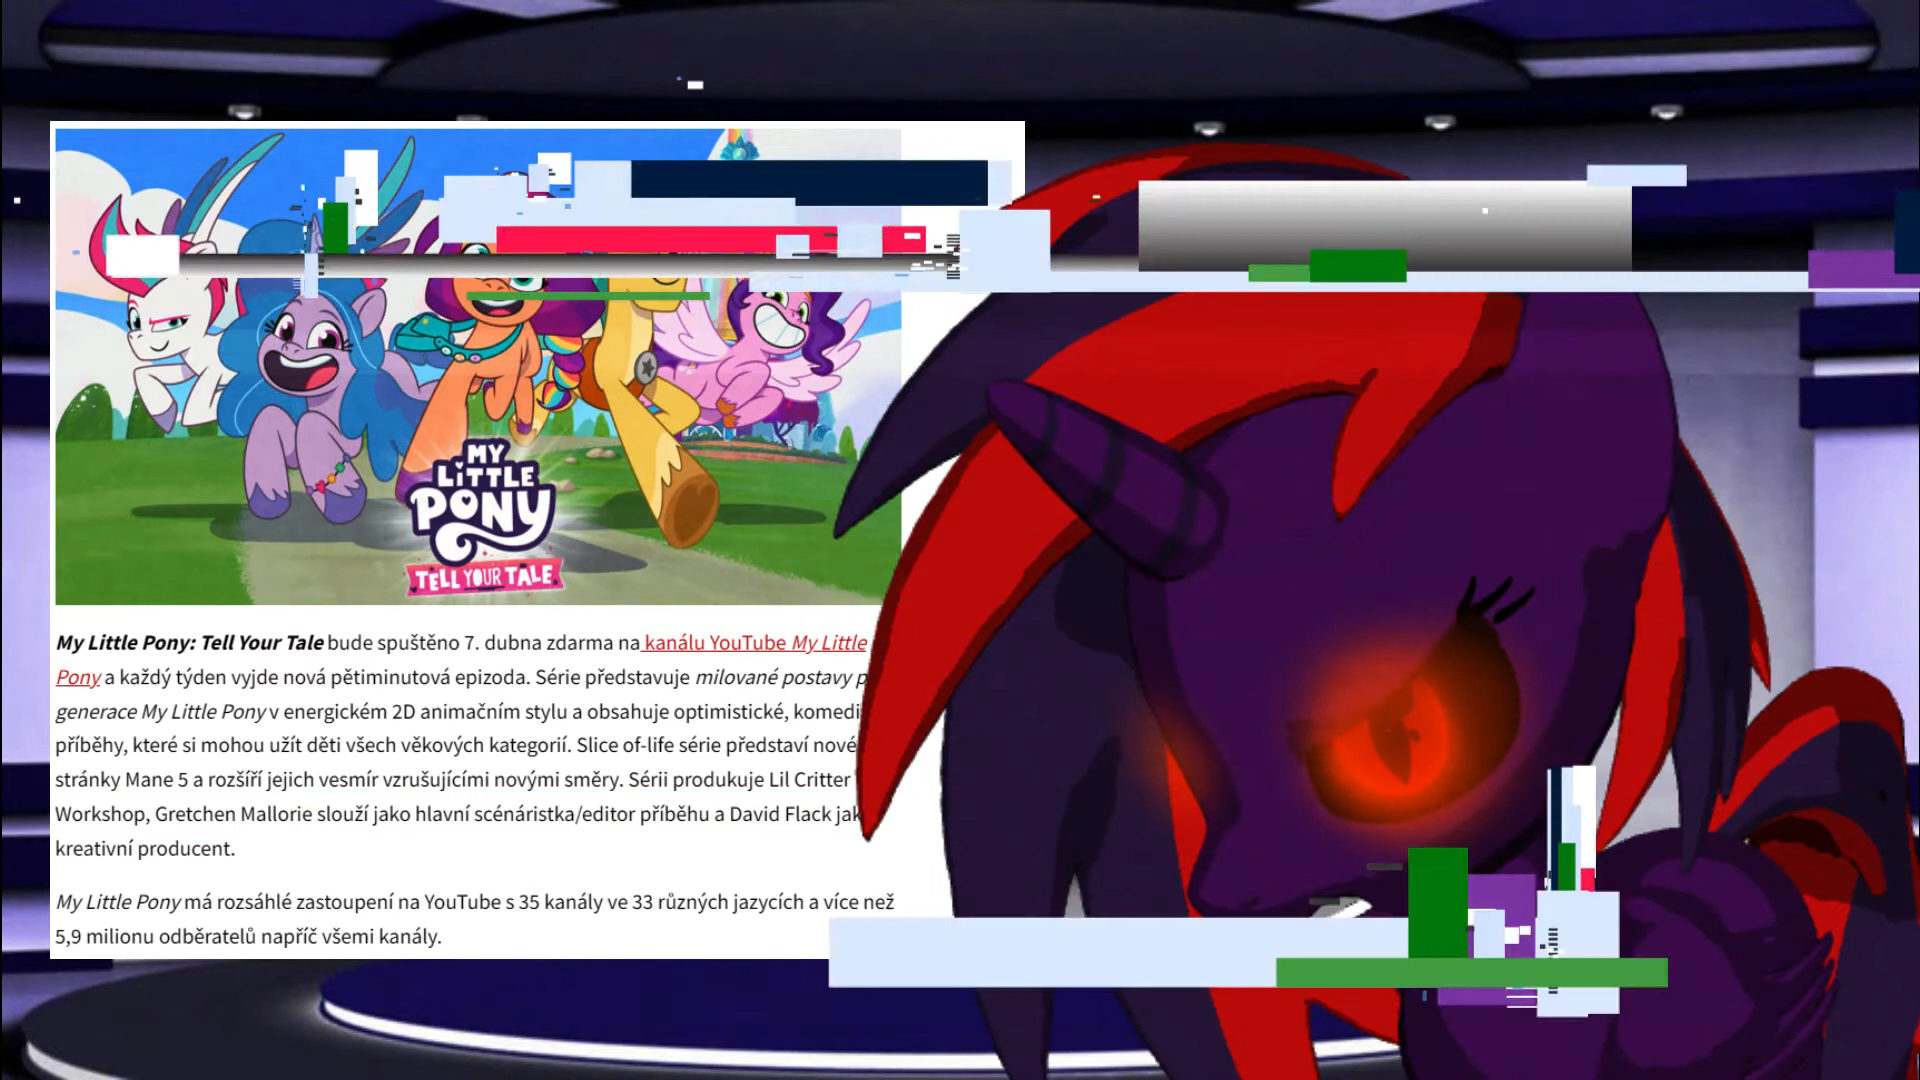 MY
LITTLE
PONY
TELL YOUR TALE
My Little Pony: Tell Your Tale bude spuštěno 7. dubna zdarma na kanálu YouTube My Little
Pony a každý týden vyjde nová pětiminutová epizoda. Série představuje milované postavy
generace My Little Pony v energickém 2D animačním stylu a obsahuje optimistické,
příběhy, které si mohou užít děti všech věkových kategorií. Slice of-life série představí nové
stránky Mane 5 a rozšíří jejich vesmír vzrušujícími novými směry. Sérii produkuje Lil Critter
Workshop, Gretchen Mallorie slouží jako hlavní scénáristka/editor příběhu a David Flack
kreativní producent.
My Little Pony má rozsáhlé zastoupení na YouTube s 35 kanály ve 33 různých jazycích a více než
5,9 milionu odběratelů napříč všemi kanály.